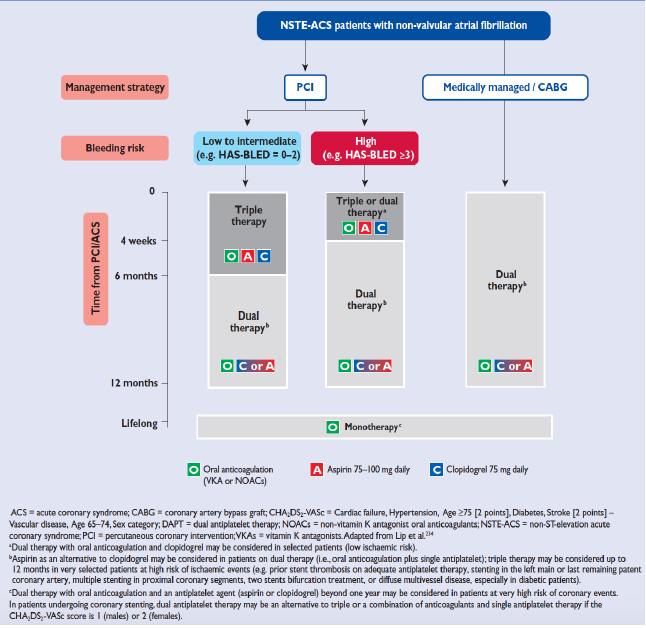 NSTE-ACS patients with non-valvular atrial fibrillation
Management strategy
PCI
Medically managed / CABG
Bleeding risk
Low to intermediate
(e.g. HAS-BLED = 0–2)
High
(e.g. HAS-BLED ≥3)
Time from PCI/ACS
0
4 weeks
6 months
12 months
Lifelong
Triple
therapy
O A C
Dual
therapyb
O C or A
Triple or dual
therapya
O A C
Dual
therapyb
O C or A
Dual
therapyb
O C or A
O Monotherapyc
O Oral anticoagulation
(VKA or NOACs)
A Aspirin 75–100 mg daily
C Clopidogrel 75 mg daily
ACS = acute coronary syndrome; CABG = coronary artery bypass graft; CHA2DS2-VASc = Cardiac failure, Hypertension, Age ≥75 [2 points], Diabetes, Stroke [2 points] –
Vascular disease, Age 65–74, Sex category; DAPT = dual antiplatelet therapy; NOACs = non-vitamin K antagonist oral anticoagulants; NSTE-ACS = non-ST-elevation acute
coronary syndrome; PCI = percutaneous coronary intervention; VKAs = vitamin K antagonists. Adapted from Lip et al.234
aDual therapy with oral anticoagulation and clopidogrel may be considered in selected patients (low ischaemic risk).
bAspirin as an alternative to clopidogrel may be considered in patients on dual therapy (i.e., oral anticoagulation plus single antiplatelet); triple therapy may be considered up to
12 months in very selected patients at high risk of ischaemic events (e.g. prior stent thrombosis on adequate antiplatelet therapy, stenting in the left main or last remaining patent
coronary artery, multiple stenting in proximal coronary segments, two stents bifurcation treatment, or diffuse multivessel disease, especially in diabetic patients).
cDual therapy with oral anticoagulation and an antiplatelet agent (aspirin or clopidogrel) beyond one year may be considered in patients at very high risk of coronary events.
In patients undergoing coronary stenting, dual antiplatelet therapy may be an alternative to triple or a combination of anticoagulants and single antiplatelet therapy if the
CHA2DS2-VASc score is 1 (males) or 2 (females).